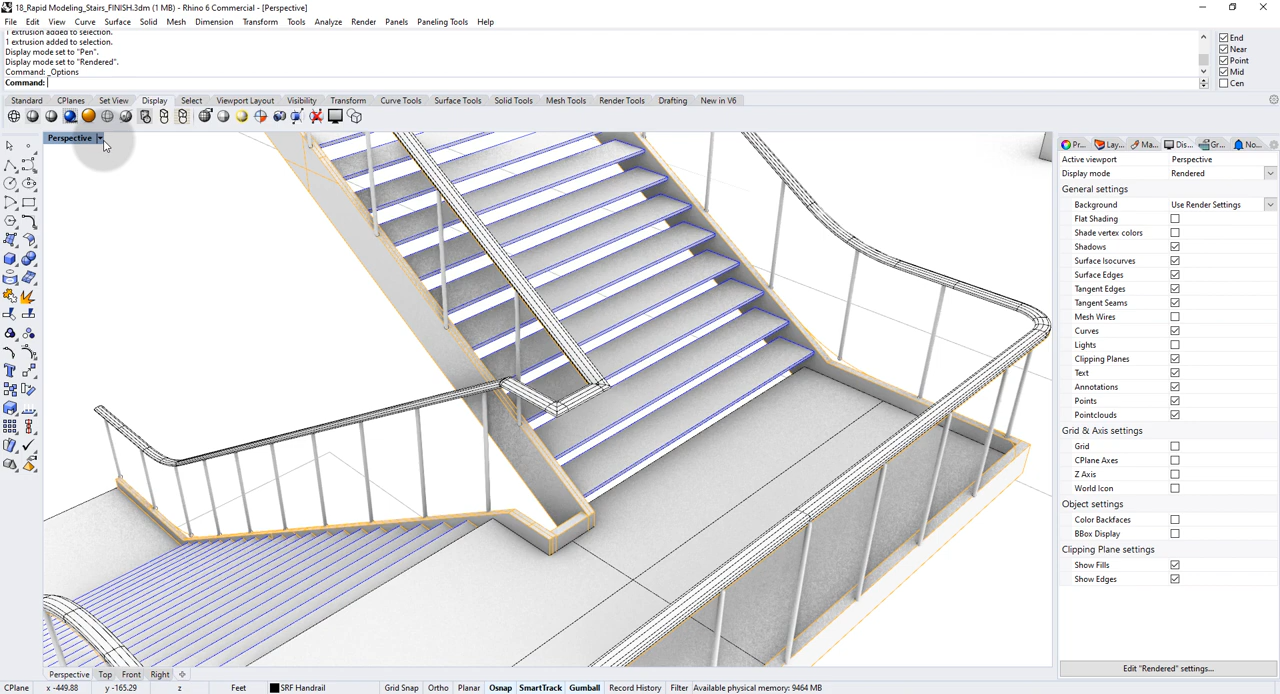 18_Rapid Modeling_Stairs_FINISH.3dm (1 MB) - Rhino 6 Commercial - [Perspective]
File Edit View Curve Surface Solid Mesh Dimension Transform Tools Analyze Render Panels Paneling Tools Help
1 extrusion added to selection.
1 extrusion added to selection.
Display mode set to "Pen".
Display mode set to "Rendered".
Command: _Options
Command:
End
Near
Point
Mid
Cen
Standard CPlanes Set View Display Select Viewport Layout Visibility Transform Curve Tools Surface Tools Solid Tools Mesh Tools Render Tools Drafting New in V6
Perspective
Pr... Lay... Ma... Dis... Gr... No...
Active viewport Perspective
Display mode Rendered
General settings
Background Use Render Settings
Flat Shading
Shade vertex colors
Shadows
Surface Isocurves
Surface Edges
Tangent Edges
Tangent Seams
Mesh Wires
Curves
Lights
Clipping Planes
Text
Annotations
Points
Pointclouds
Grid & Axis settings
Grid
CPlane Axes
Z Axis
World Icon
Object settings
Color Backfaces
BBox Display
Clipping Plane settings
Show Fills
Show Edges
Edit "Rendered" settings...
Perspective Top Front Right
CPlane x -449.88 y -165.29 z Feet SRF Handrail Grid Snap Ortho Planar Osnap SmartTrack Gumball Record History Filter Available physical memory: 9464 MB